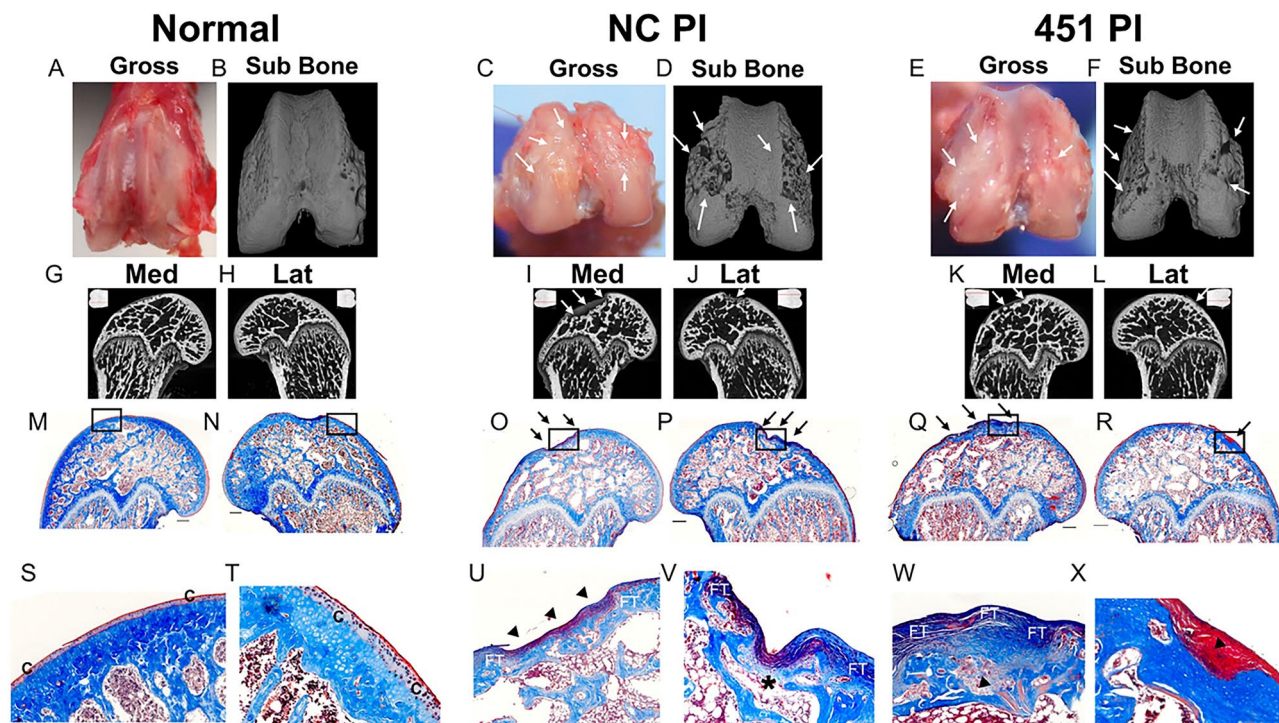 Normal NC PI 451 PI
A Gross B Sub Bone C Gross D Sub Bone E Gross F Sub Bone
G Med H Lat I Med J Lat K Med L Lat
M N O P Q R
S T U V W X
C C C C FT FT FT FT FT FT
*